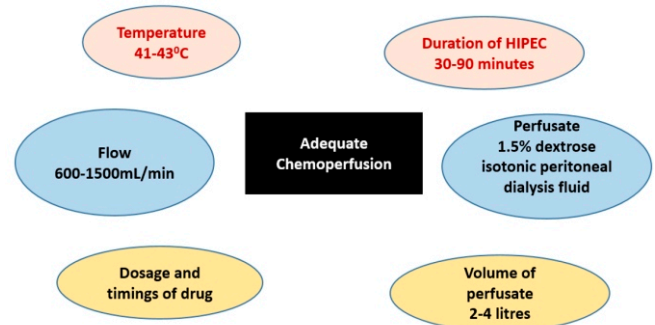 Temperature
41-43⁰C
Duration of HIPEC
30-90 minutes
Flow
600-1500mL/min
Adequate
Chemoperfusion
Perfusate
1.5% dextrose
isotonic peritoneal
dialysis fluid
Dosage and
timings of drug
Volume of
perfusate
2-4 litres